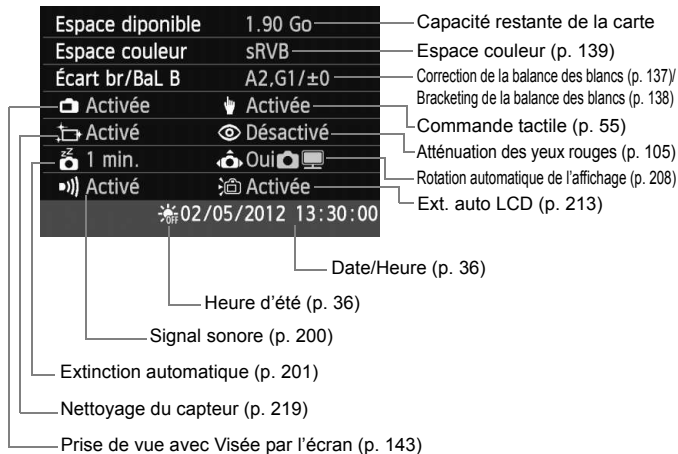 Espace diponible 1.90 Go
Capacité restante de la carte
Espace couleur sRVB
Espace couleur (p. 139)
Écart br/BaL B A2,G1/±0
Correction de la balance des blancs (p. 137)/
Bracketing de la balance des blancs (p. 138)
Activée Activée
Commande tactile (p. 55)
Activé Désactivé
Atténuation des yeux rouges (p. 105)
1 min. Oui
Rotation automatique de l'affichage (p. 208)
Activé Activée
Ext. auto LCD (p. 213)
OFF 02/05/2012 13:30:00
Date/Heure (p. 36)
Heure d'été (p. 36)
Signal sonore (p. 200)
Extinction automatique (p. 201)
Nettoyage du capteur (p. 219)
Prise de vue avec Visée par l'écran (p. 143)